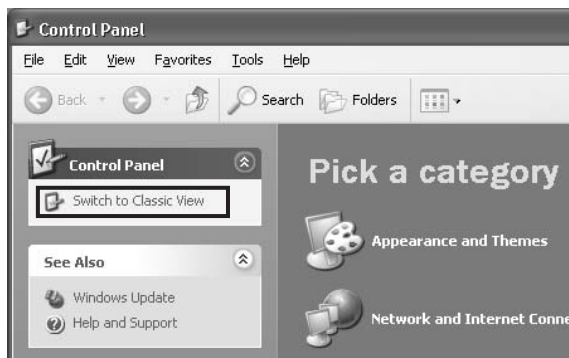 Control Panel
File Edit View Favorites Tools Help
Back Search Folders
Control Panel
Switch to Classic View
See Also
Windows Update
Help and Support
Pick a category
Appearance and Themes
Network and Internet Conne